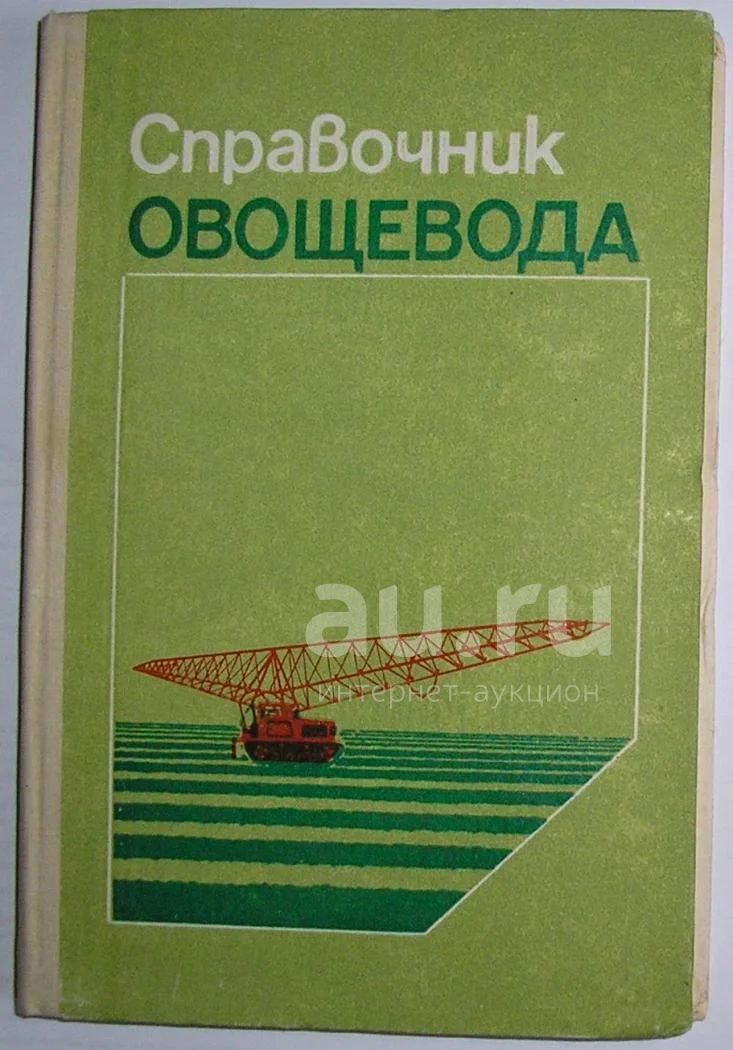 Справочник
ОВОЩЕВОДА
au.ru
интернет-аукцион